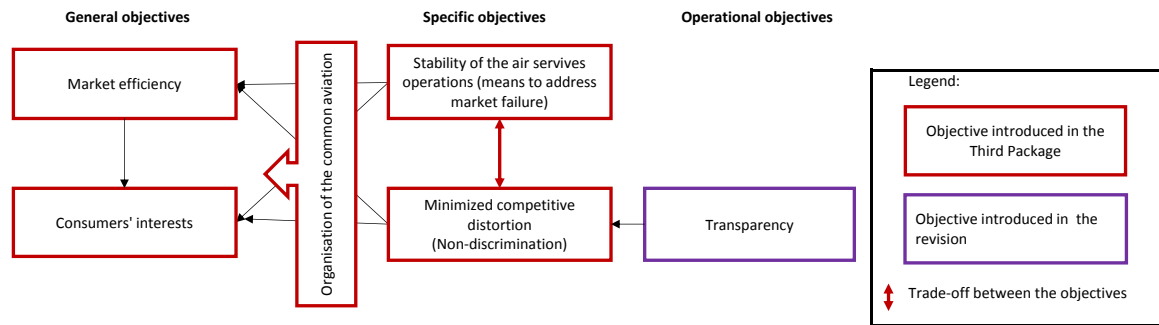 General objectives
Specific objectives
Operational objectives
Market efficiency
Consumers' interests
Organisation of the common aviation
Stability of the air servives
operations (means to address
market failure)
Minimized competitive
distortion
(Non-discrimination)
Transparency
Legend:
Objective introduced in the
Third Package
Objective introduced in the
revision
Trade-off between the objectives